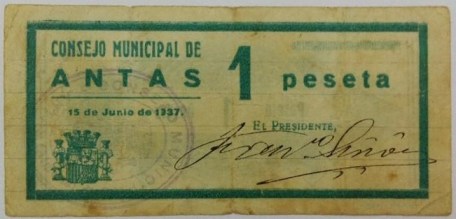 CONSEJO MUNICIPAL DE
ANTAS
1 peseta
15 de Junio de 1937.
EL PRESIDENTE,